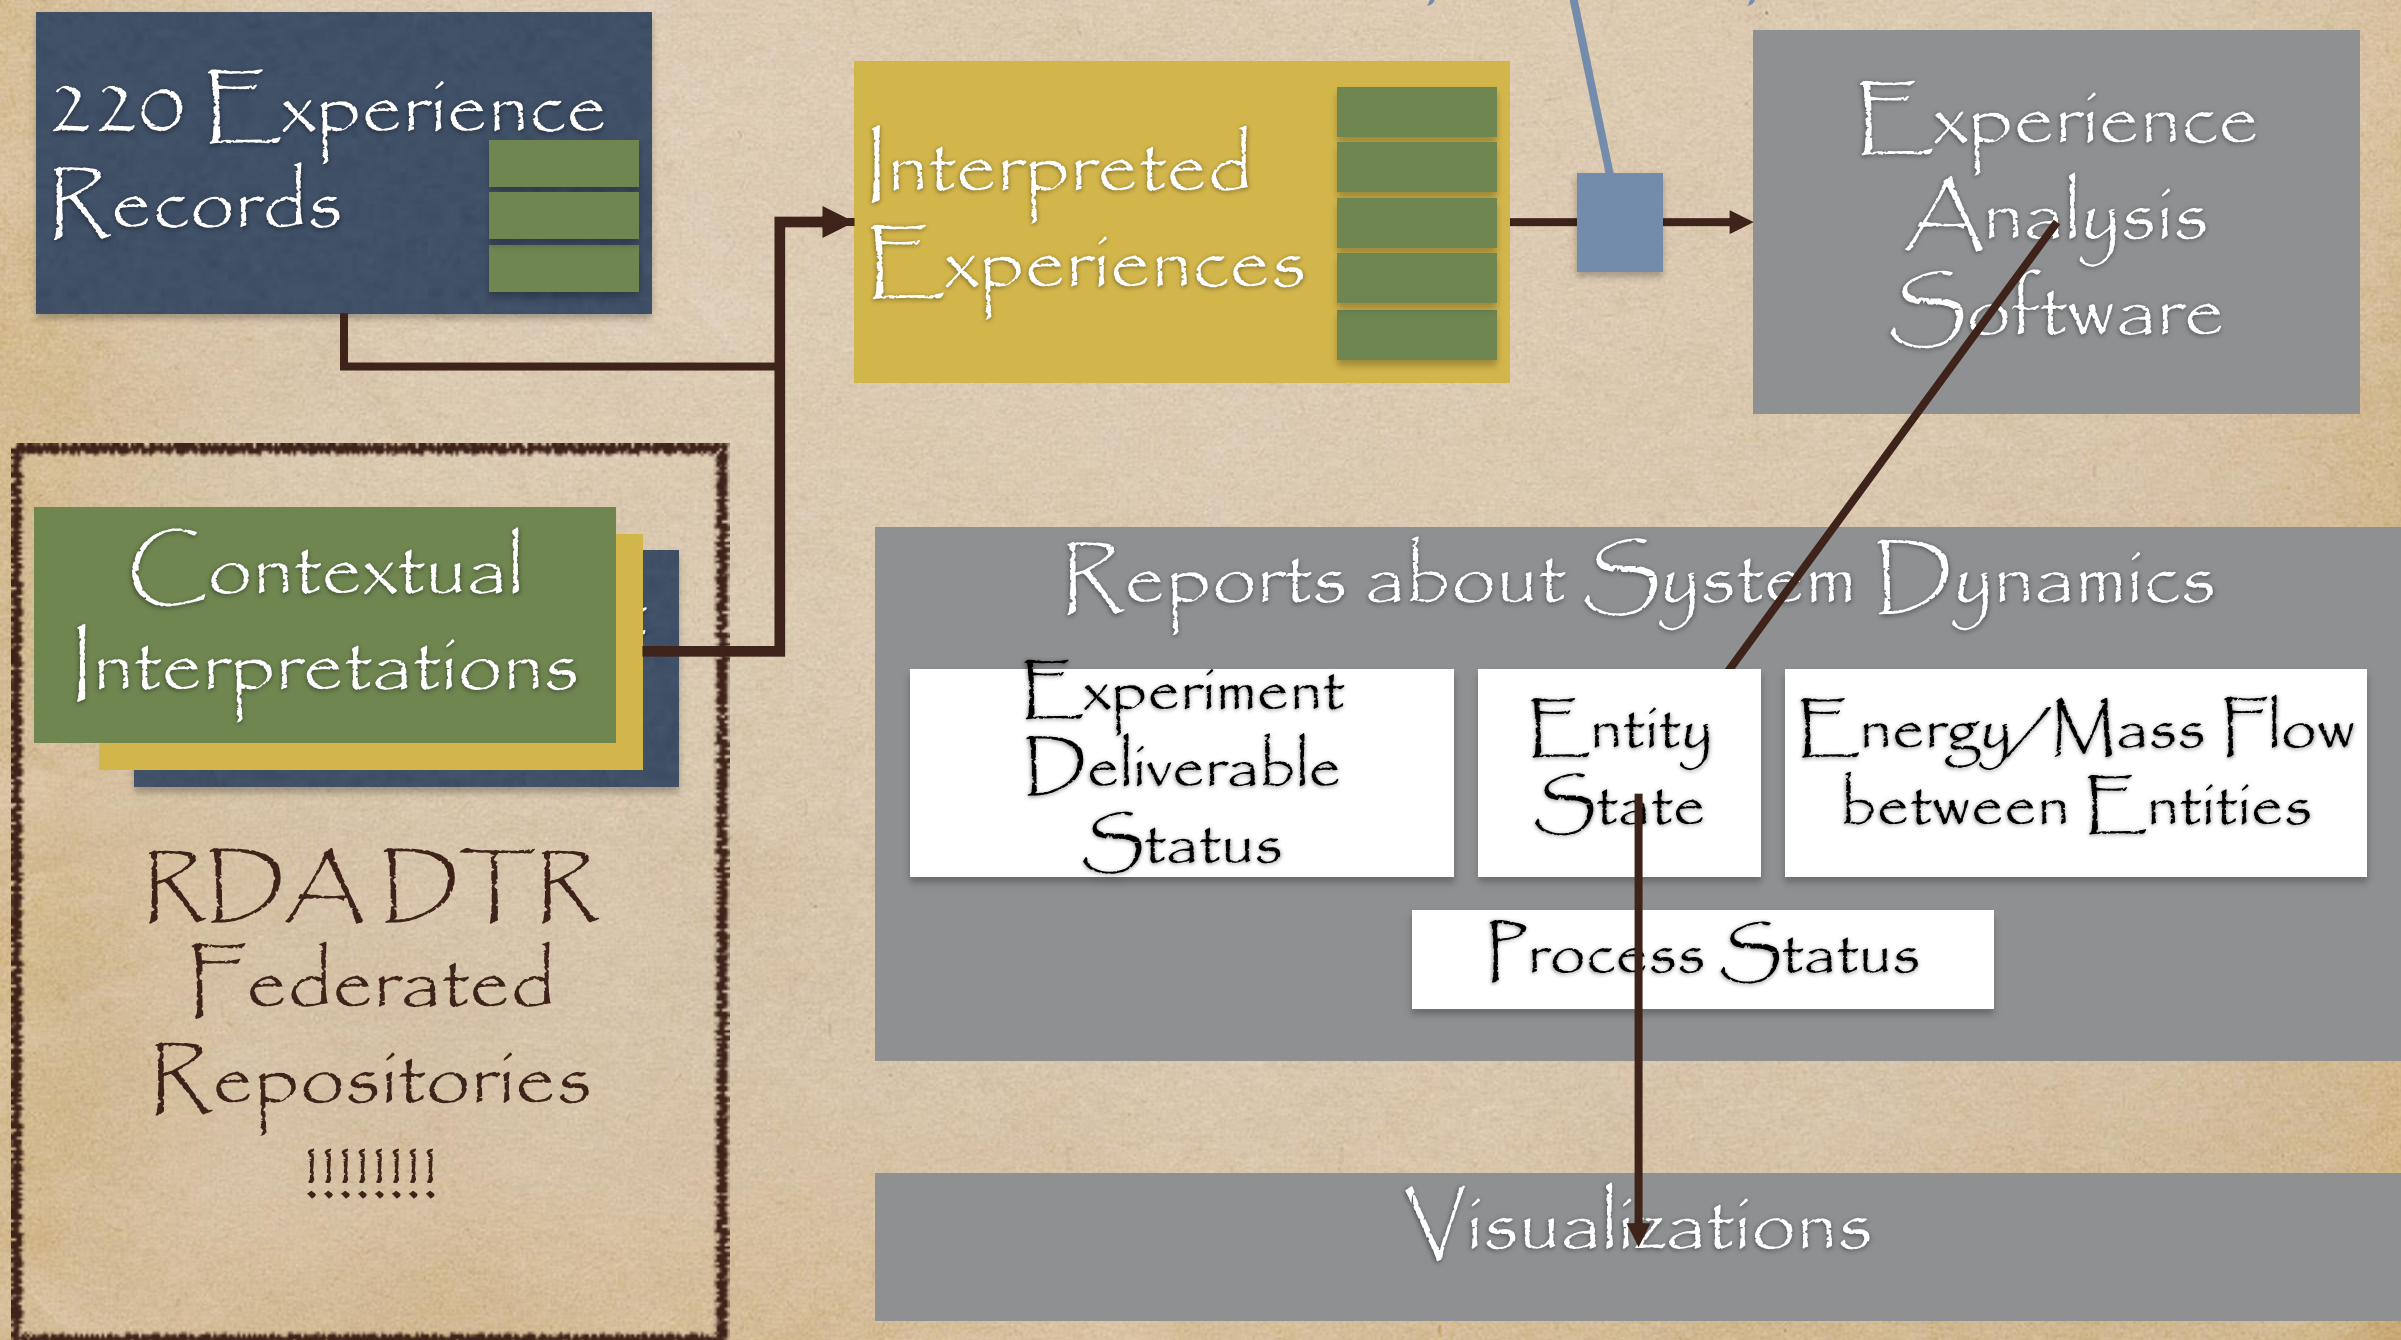 220 Experience
Records
Interpreted
Experiences
Experience
Analysis
Software
Contextual
Interpretations
RDA DTR
Federated
Repositories
!!!!!!!!
Reports about System Dynamics
Experiment
Deliverable
Status
Entity
State
Energy/Mass Flow
between Entities
Process Status
Visualizations